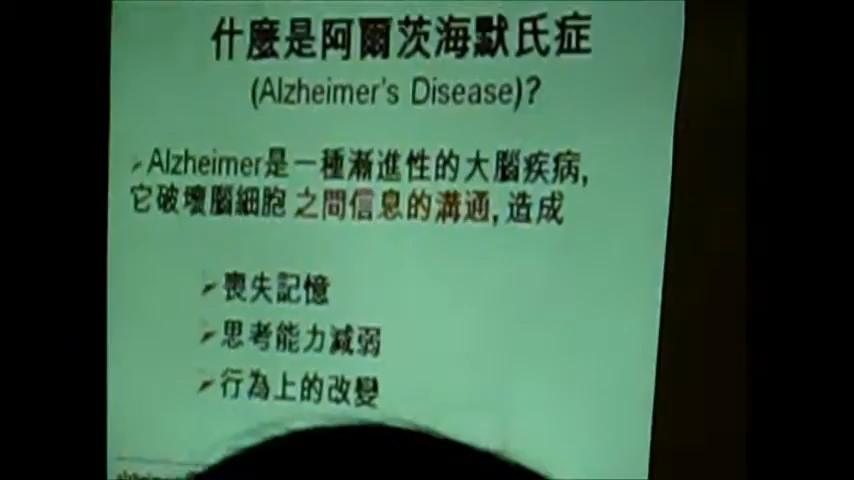 什麼是阿爾茨海默氏症
(Alzheimer's Disease)?
➢Alzheimer是一種漸進性的大腦疾病,
它破壞腦細胞 之間信息的溝通, 造成
➢喪失記憶
➢思考能力減弱
➢行為上的改變